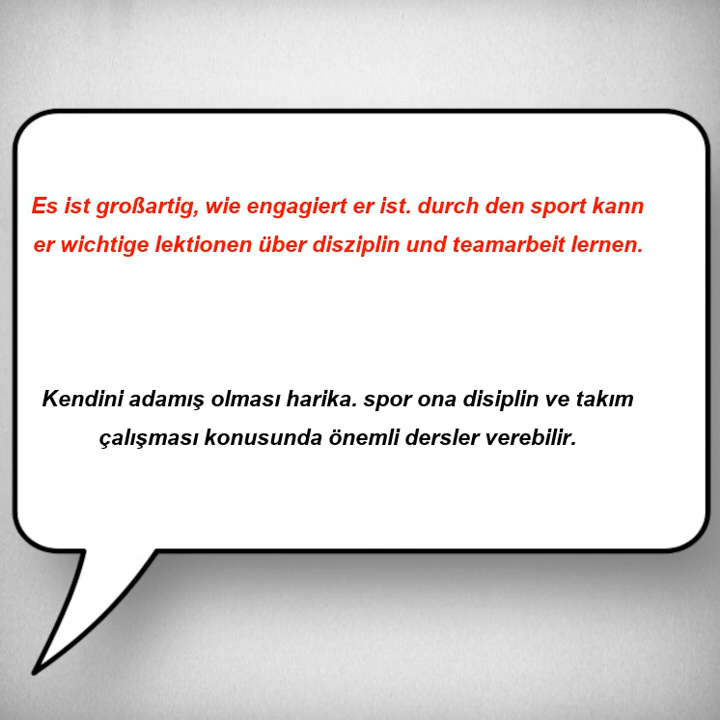 Es ist großartig, wie engagiert er ist. durch den sport kann
er wichtige lektionen über disziplin und teamarbeit lernen.
Kendini adamış olması harika. spor ona disiplin ve takım
çalışması konusunda önemli dersler verebilir.